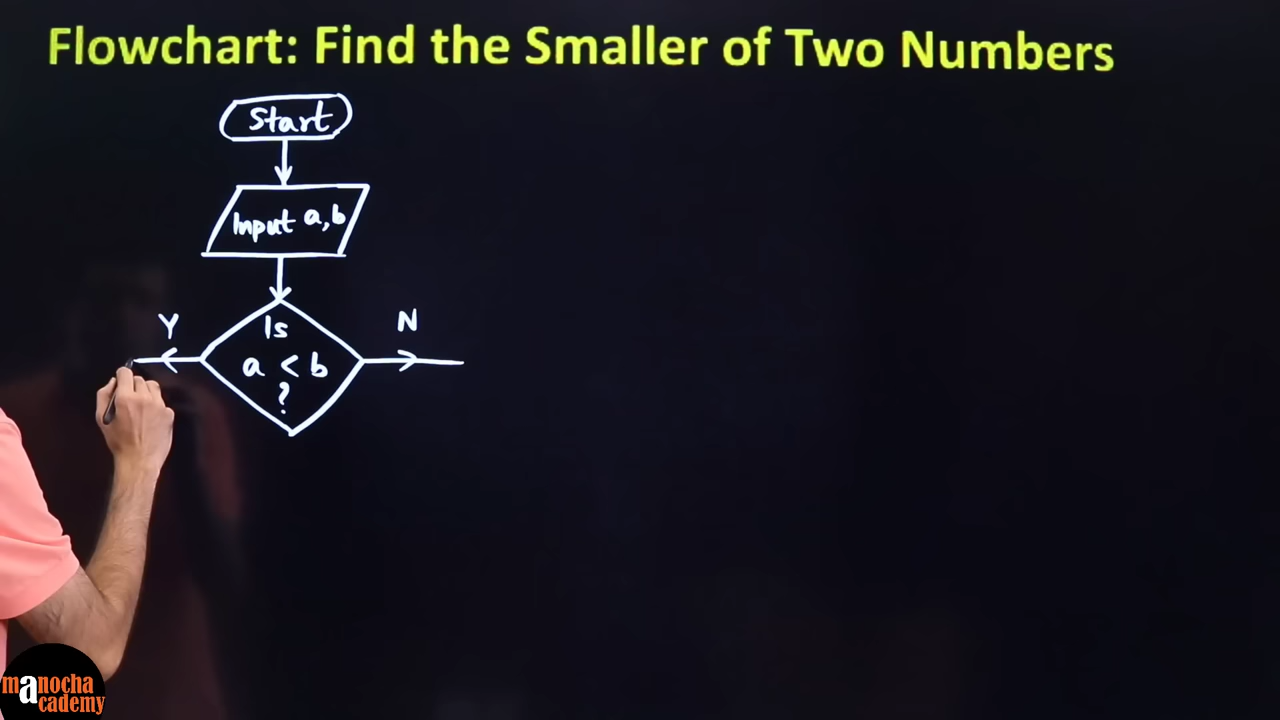 Flowchart: Find the Smaller of Two Numbers
Start
Input a, b
Is
Y
N
a < b
?
manocha
academy